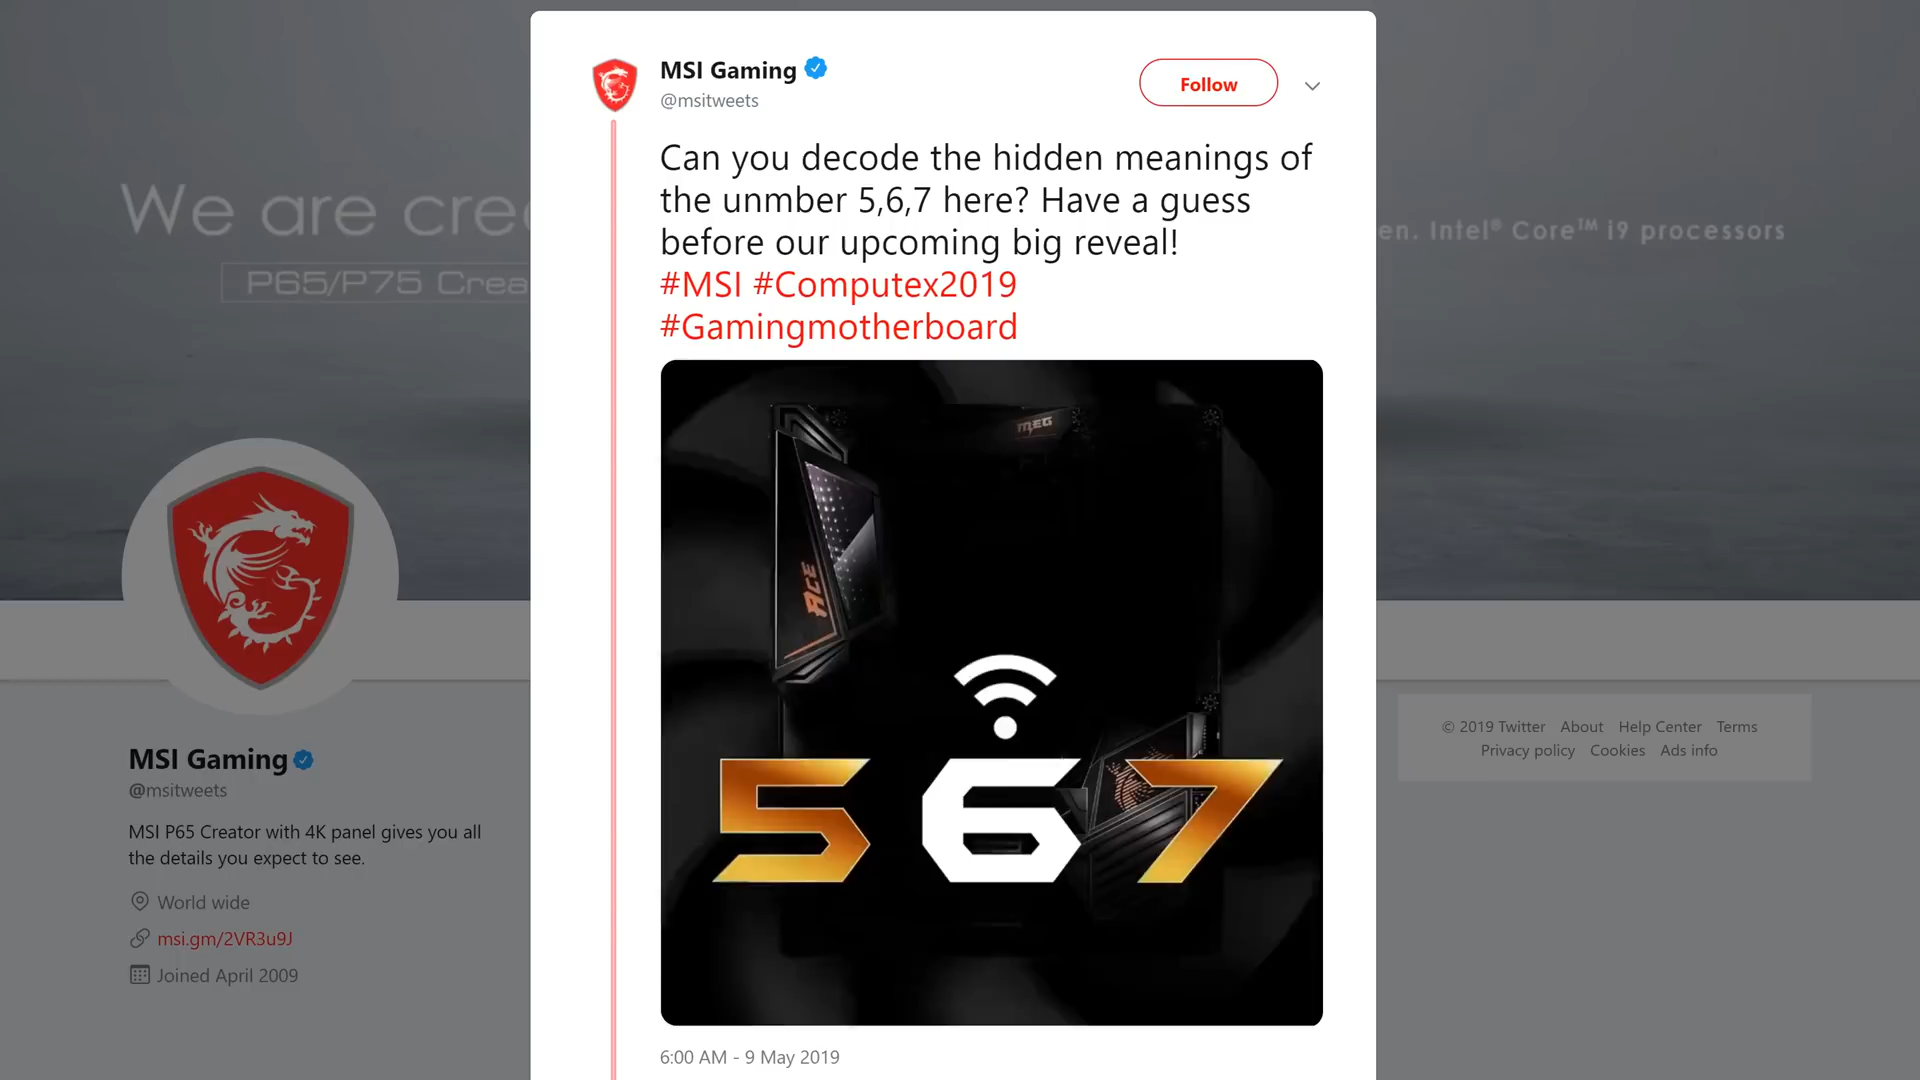 We are cre
P65/P75 Crea
en. Intel® Core™ i9 processors
MSI Gaming
@msitweets
Follow
Can you decode the hidden meanings of
the unmber 5,6,7 here? Have a guess
before our upcoming big reveal!
#MSI #Computex2019
#Gamingmotherboard
MEG
ACE
5 6 7
6:00 AM - 9 May 2019
MSI Gaming
@msitweets
MSI P65 Creator with 4K panel gives you all
the details you expect to see.
World wide
msi.gm/2VR3u9J
Joined April 2009
© 2019 Twitter About Help Center Terms
Privacy policy Cookies Ads info